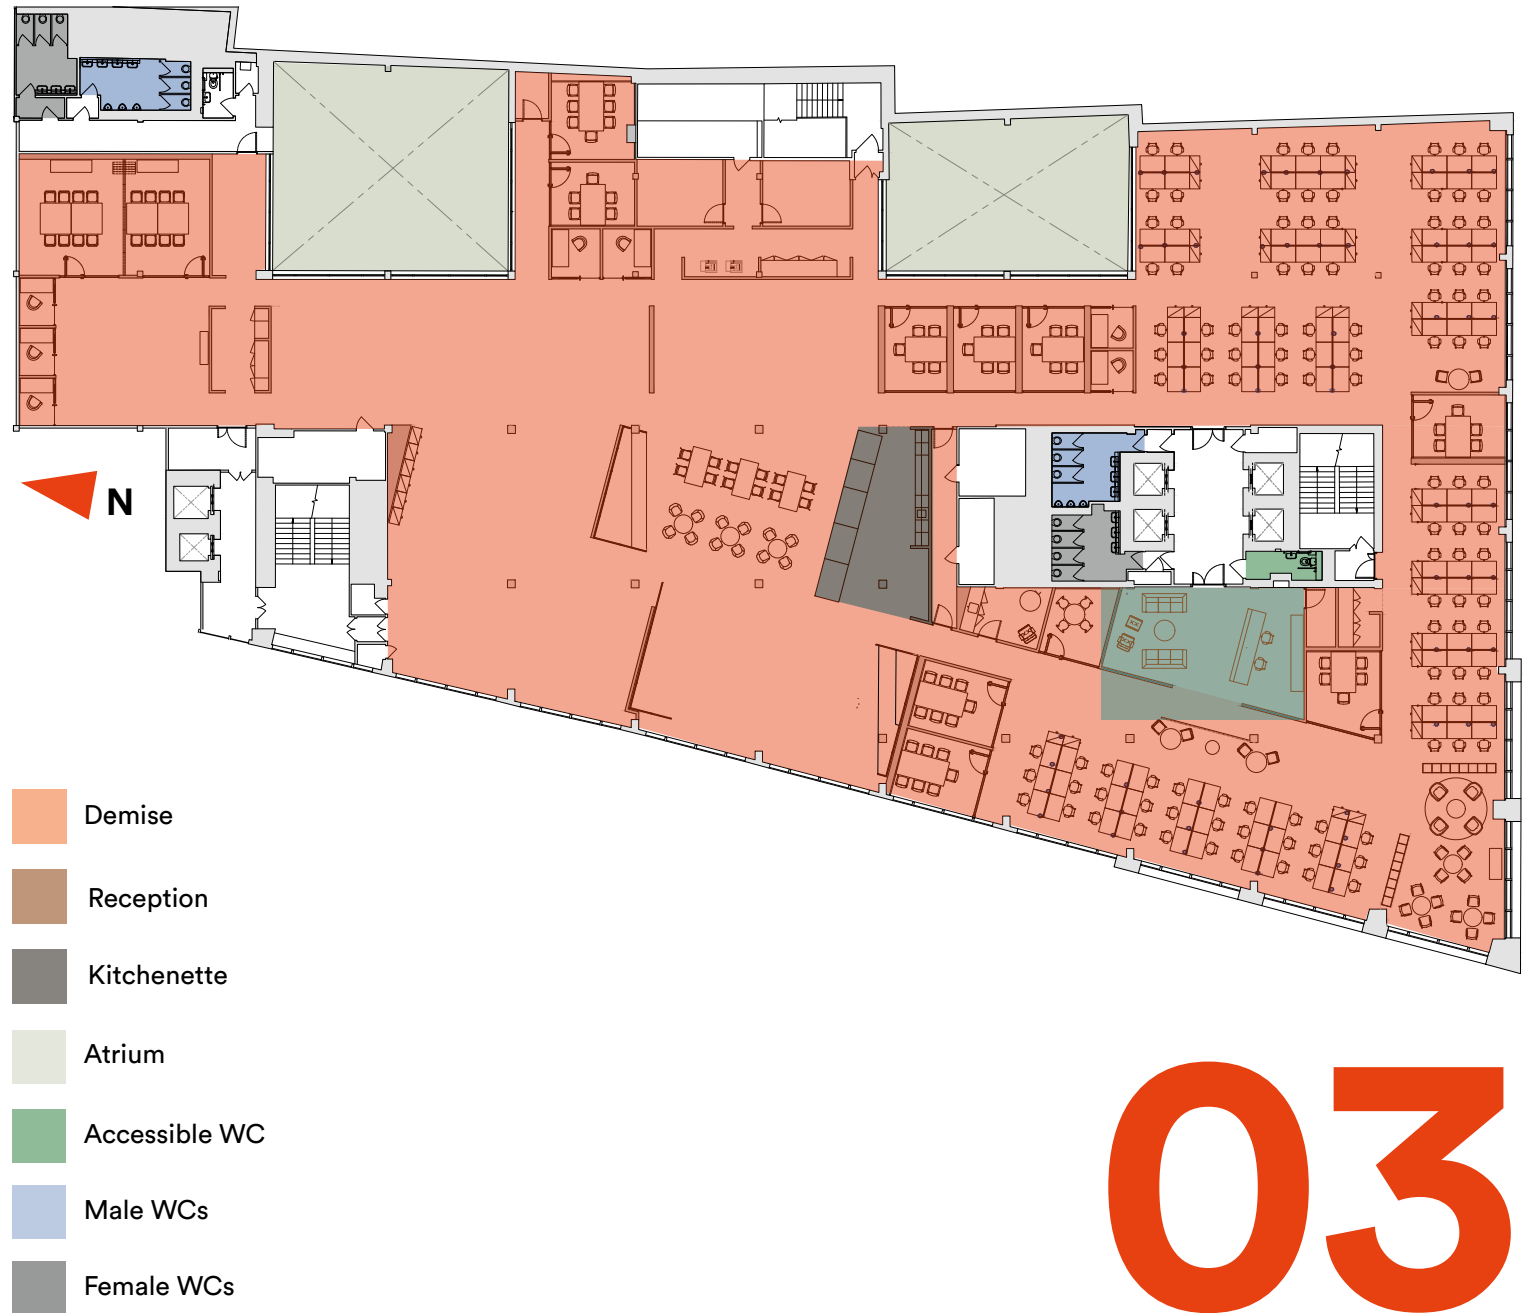 N
Demise
Reception
Kitchenette
Atrium
Accessible WC
Male WCs
Female WCs
03